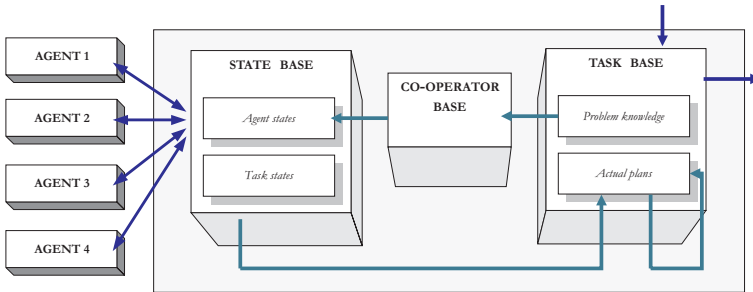 AGENT 1
AGENT 2
AGENT 3
AGENT 4
STATE BASE
Agent states
Task states
CO-OPERATOR
BASE
TASK BASE
Problem knowledge
Actual plans